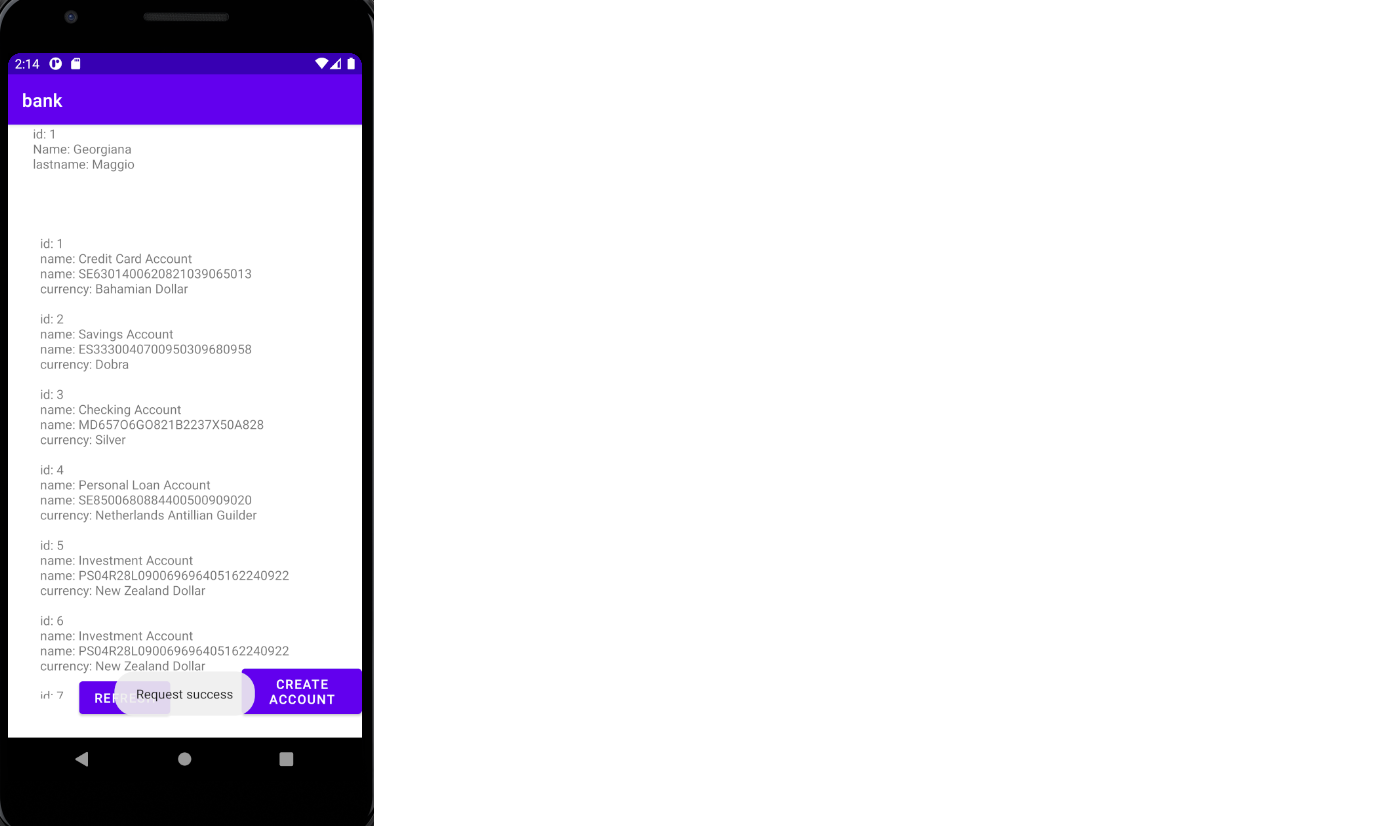 2:14
bank
id: 1
Name: Georgiana
lastname: Maggio
id: 1
name: Credit Card Account
name: SE6301400620821039065013
currency: Bahamian Dollar
id: 2
name: Savings Account
name: ES3330040700950309680958
currency: Dobra
id: 3
name: Checking Account
name: MD657O6GO821B2237X50A828
currency: Silver
id: 4
name: Personal Loan Account
name: SE8500680884400500909020
currency: Netherlands Antillian Guilder
id: 5
name: Investment Account
name: PS04R28L090069696405162240922
currency: New Zealand Dollar
id: 6
name: Investment Account
name: PS04R28L090069696405162240922
currency: New Zealand Dollar
id: 7
REFRESH
Request success
CREATE
ACCOUNT